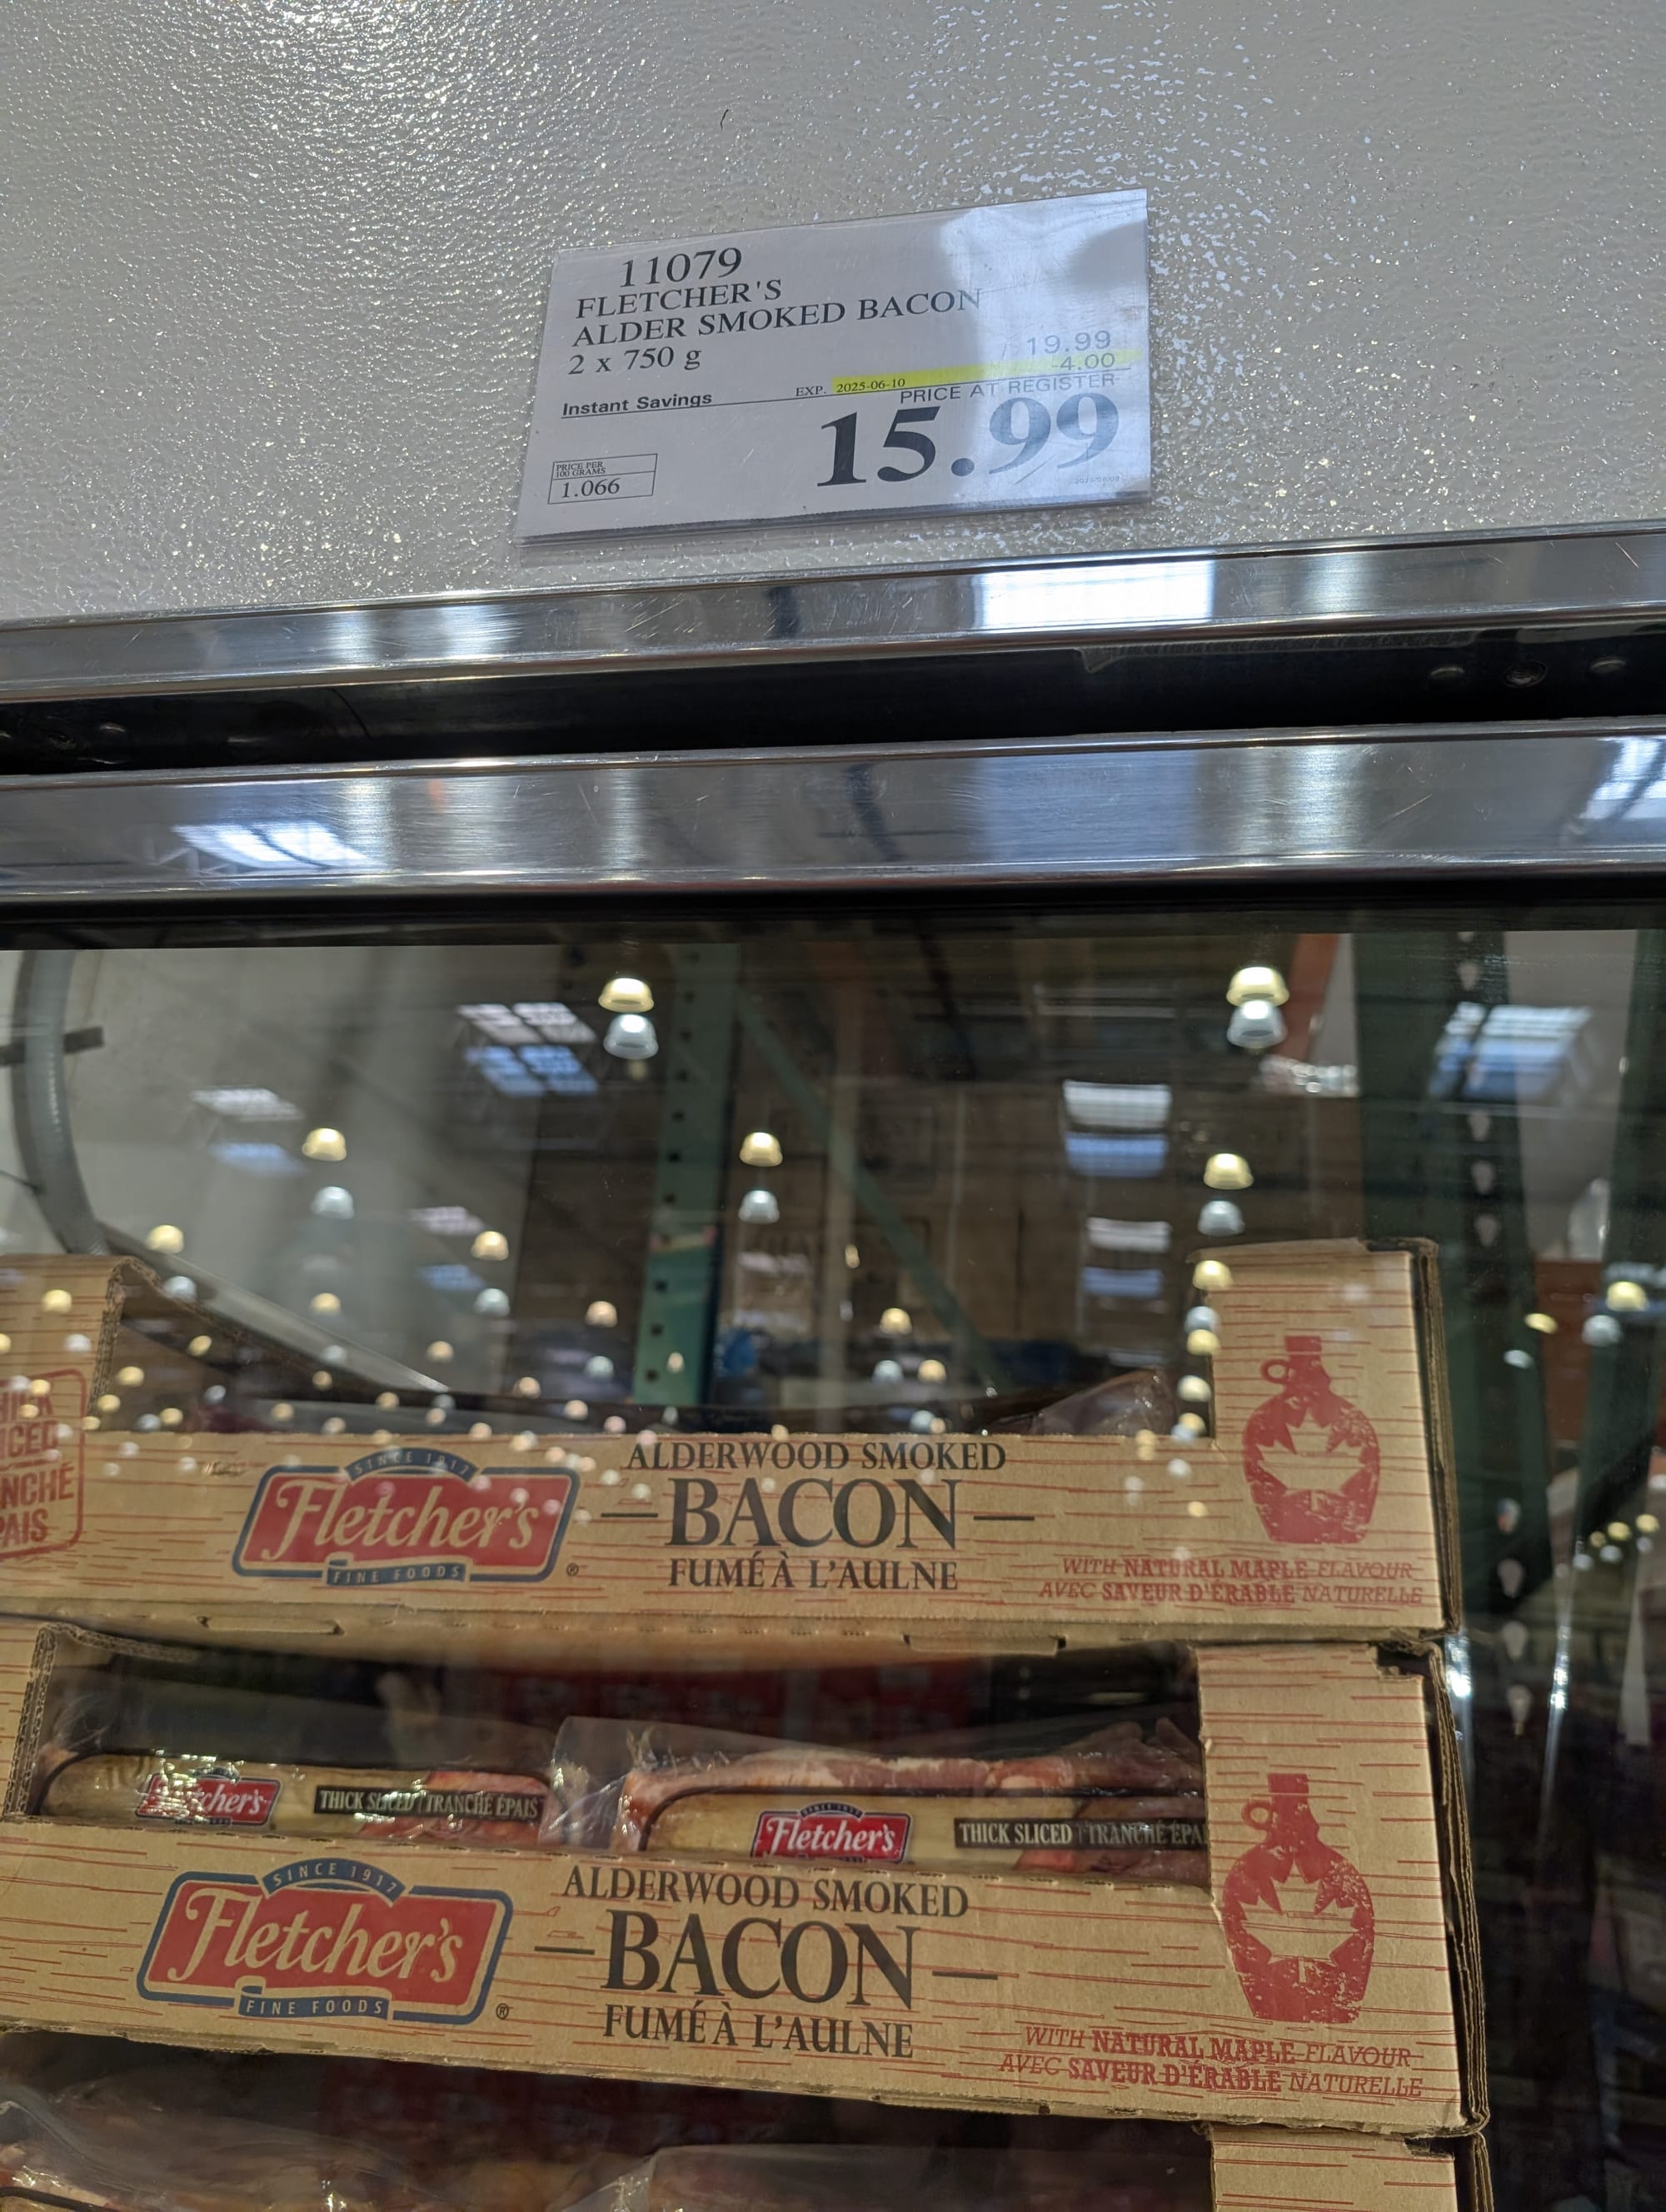 11079
FLETCHER'S
ALDER SMOKED BACON
2 x 750 g
19.99
-4.00
Instant Savings EXP. 2025-06-10
PRICE AT REGISTER
15.99
PRICE PER
100 GRAMS
1.066
SINCE 1917
Fletcher's
FINE FOODS
®
ALDERWOOD SMOKED
–BACON–
FUMÉ À L'AULNE
WITH NATURAL MAPLE FLAVOUR
AVEC SAVEUR D'ÉRABLE NATURELLE
Fletcher's
THICK SLICED TRANCHÉ ÉPAIS
Fletcher's
THICK SLICED TRANCHÉ
SINCE 1917
Fletcher's
FINE FOODS
®
ALDERWOOD SMOKED
–BACON–
FUMÉ À L'AULNE
WITH NATURAL MAPLE FLAVOUR
AVEC SAVEUR D'ÉRABLE NATURELLE